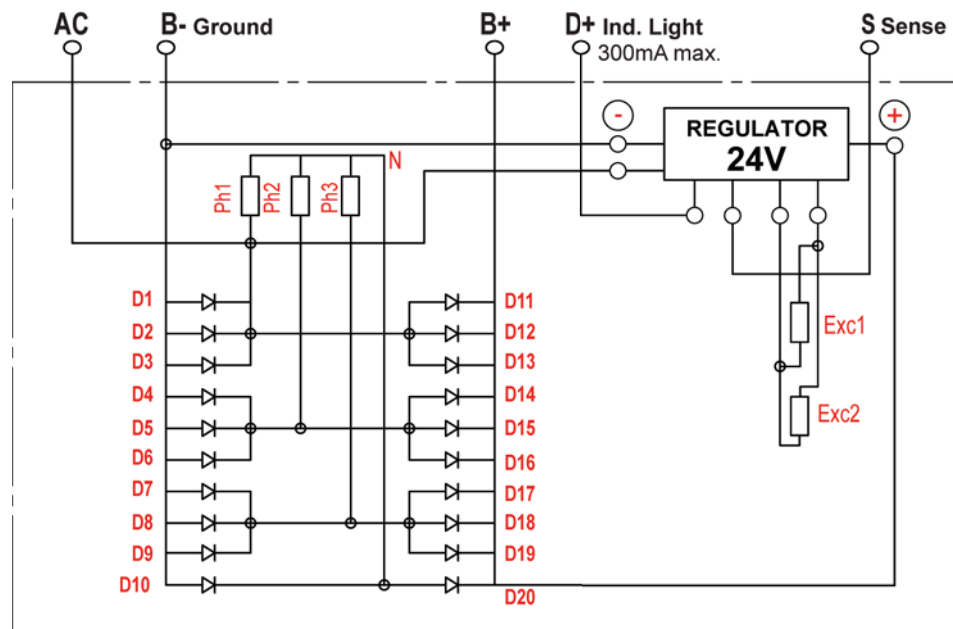 AC
B- Ground
B+
D+ Ind. Light
300mA max.
S Sense
-
REGULATOR
24V
+
N
Ph1
Ph2
Ph3
D1
D11
D2
D12
D3
D13
Exc1
D4
D14
Exc2
D5
D15
D6
D16
D7
D17
D8
D18
D9
D19
D10
D20